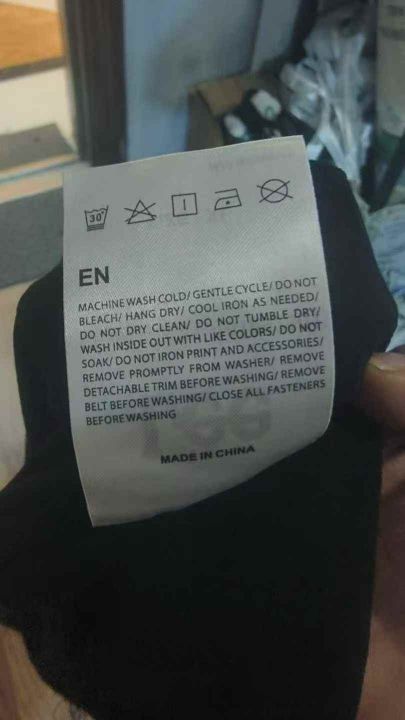 30°
EN
MACHINE WASH COLD/ GENTLE CYCLE/ DO NOT
BLEACH/ HANG DRY/ COOL IRON AS NEEDED/
DO NOT DRY CLEAN/ DO NOT TUMBLE DRY/
WASH INSIDE OUT WITH LIKE COLORS/ DO NOT
SOAK/ DO NOT IRON PRINT AND ACCESSORIES/
REMOVE PROMPTLY FROM WASHER/ REMOVE
DETACHABLE TRIM BEFORE WASHING/ REMOVE
BELT BEFORE WASHING/ CLOSE ALL FASTENERS
BEFORE WASHING
MADE IN CHINA